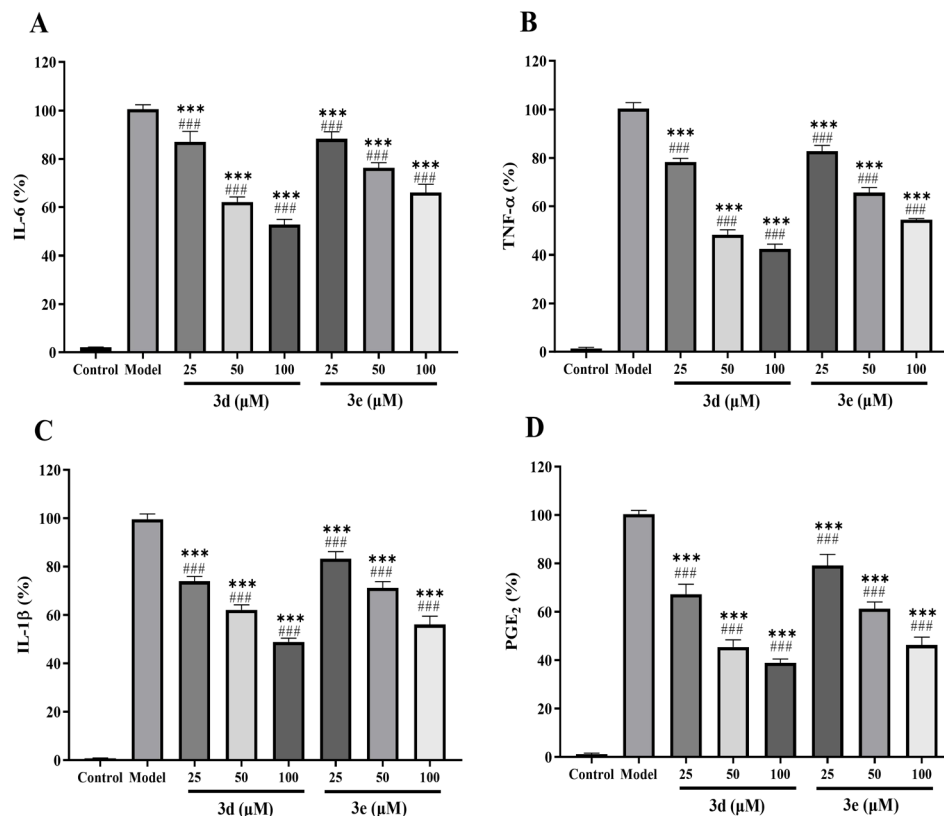 A
IL-6 (%)
120
100
80
60
40
20
0
*** *** *** *** *** ***
### ### ### ### ### ###
Control Model 25 50 100 25 50 100
3d (μM) 3e (μM)
B
TNF-α (%)
120
100
80
60
40
20
0
*** *** *** *** *** ***
### ### ### ### ### ###
Control Model 25 50 100 25 50 100
3d (μM) 3e (μM)
C
IL-1β (%)
120
100
80
60
40
20
0
*** *** *** *** *** ***
### ### ### ### ### ###
Control Model 25 50 100 25 50 100
3d (μM) 3e (μM)
D
PGE₂ (%)
120
100
80
60
40
20
0
*** *** *** *** *** ***
### ### ### ### ### ###
Control Model 25 50 100 25 50 100
3d (μM) 3e (μM)